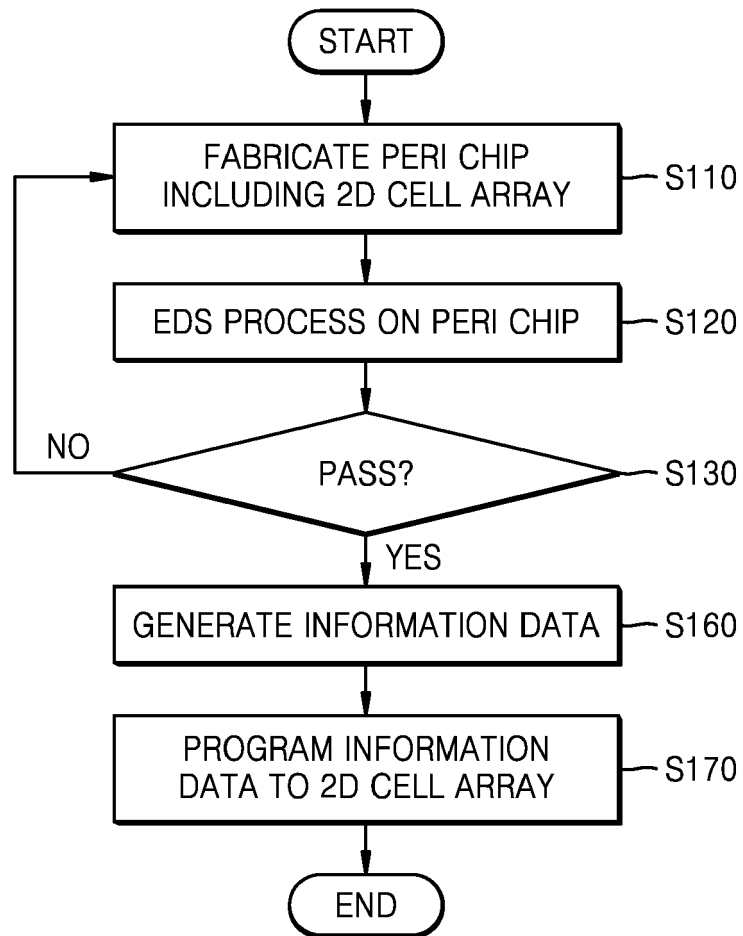 START
FABRICATE PERI CHIP
INCLUDING 2D CELL ARRAY
S110
EDS PROCESS ON PERI CHIP
S120
NO
PASS?
S130
YES
GENERATE INFORMATION DATA
S160
PROGRAM INFORMATION
DATA TO 2D CELL ARRAY
S170
END